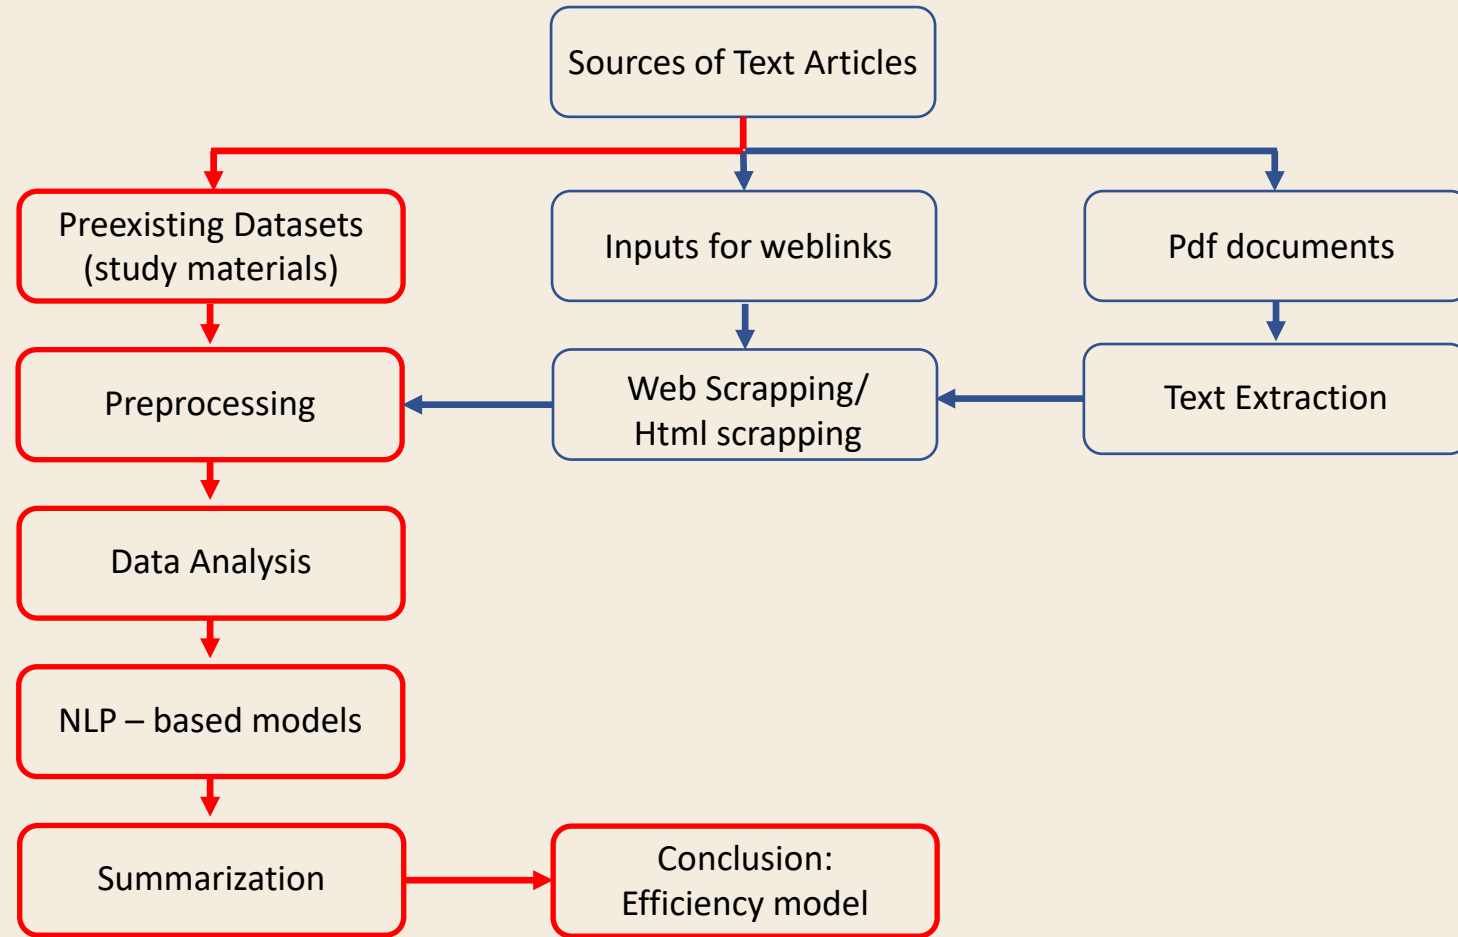 Sources of Text Articles
Preexisting Datasets
(study materials)
Inputs for weblinks
Pdf documents
Preprocessing
Web Scrapping/
Html scrapping
Text Extraction
Data Analysis
NLP – based models
Summarization
Conclusion:
Efficiency model